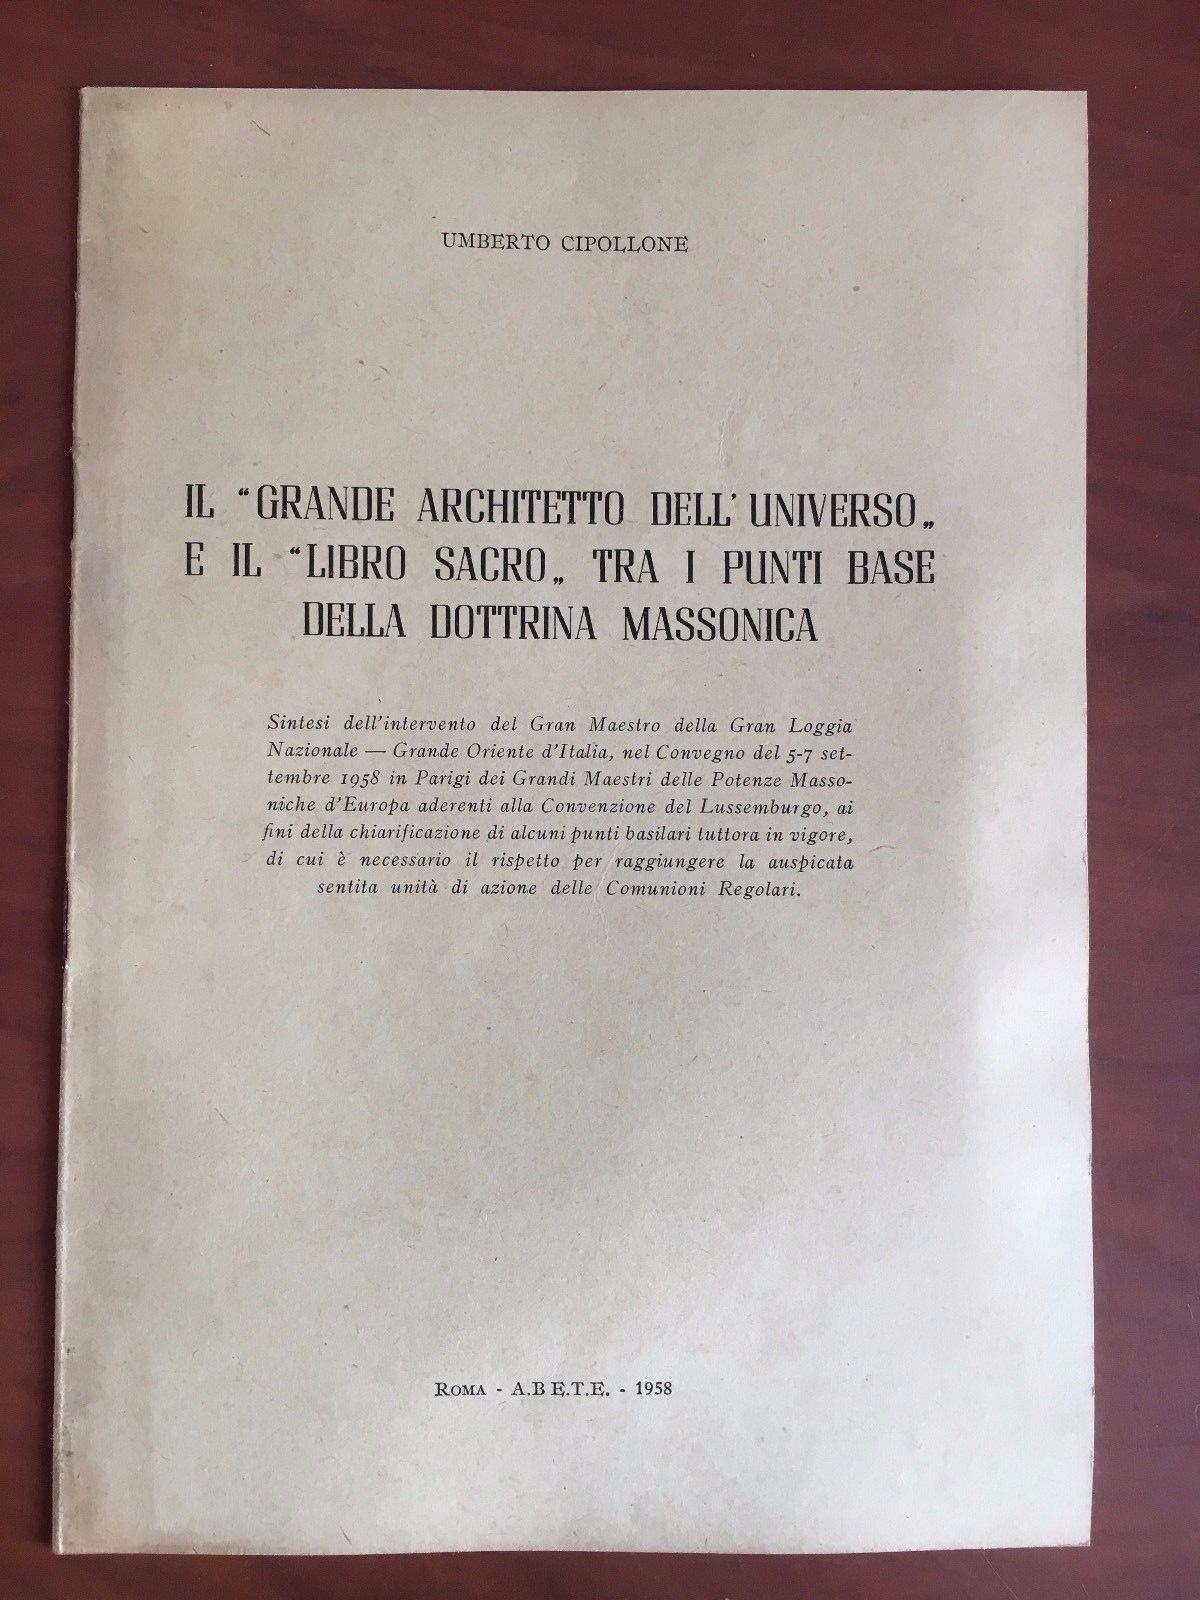 UMBERTO CIPOLLONE
IL “GRANDE ARCHITETTO DELL'UNIVERSO„
E IL “LIBRO SACRO„ TRA I PUNTI BASE
DELLA DOTTRINA MASSONICA
Sintesi dell'intervento del Gran Maestro della Gran Loggia
Nazionale — Grande Oriente d'Italia, nel Convegno del 5-7 set-
tembre 1958 in Parigi dei Grandi Maestri delle Potenze Masso-
niche d'Europa aderenti alla Convenzione del Lussemburgo, ai
fini della chiarificazione di alcuni punti basilari tuttora in vigore,
di cui è necessario il rispetto per raggiungere la auspicata
sentita unità di azione delle Comunioni Regolari.
ROMA - A.BE.T.E. - 1958